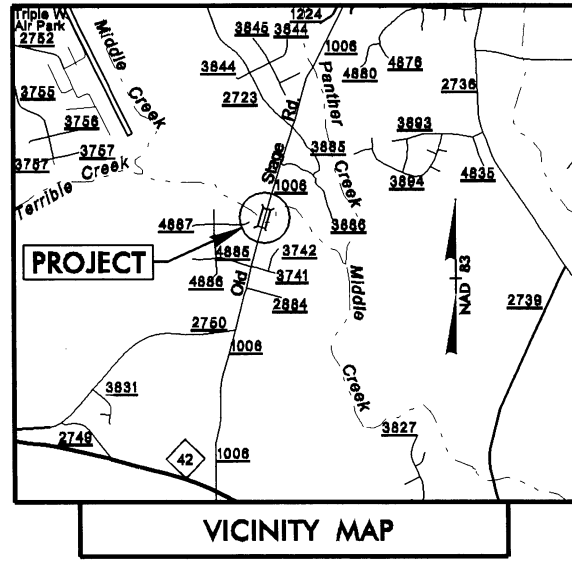 Triple W.
Air Park
2752
Middle
Creek
3845
3844
1224
3844
1006
4880
4876
2736
3755
3756
3757
3757
2723
Rd.
Panther
Creek
3893
3885
3894
4835
Terrible Creek
Stage
1006
3886
4887
PROJECT
4885
4886
3742
3741
Old
2884
Middle
Creek
NAD 83
2739
2750
1006
3831
2749
42
1006
3827
VICINITY MAP